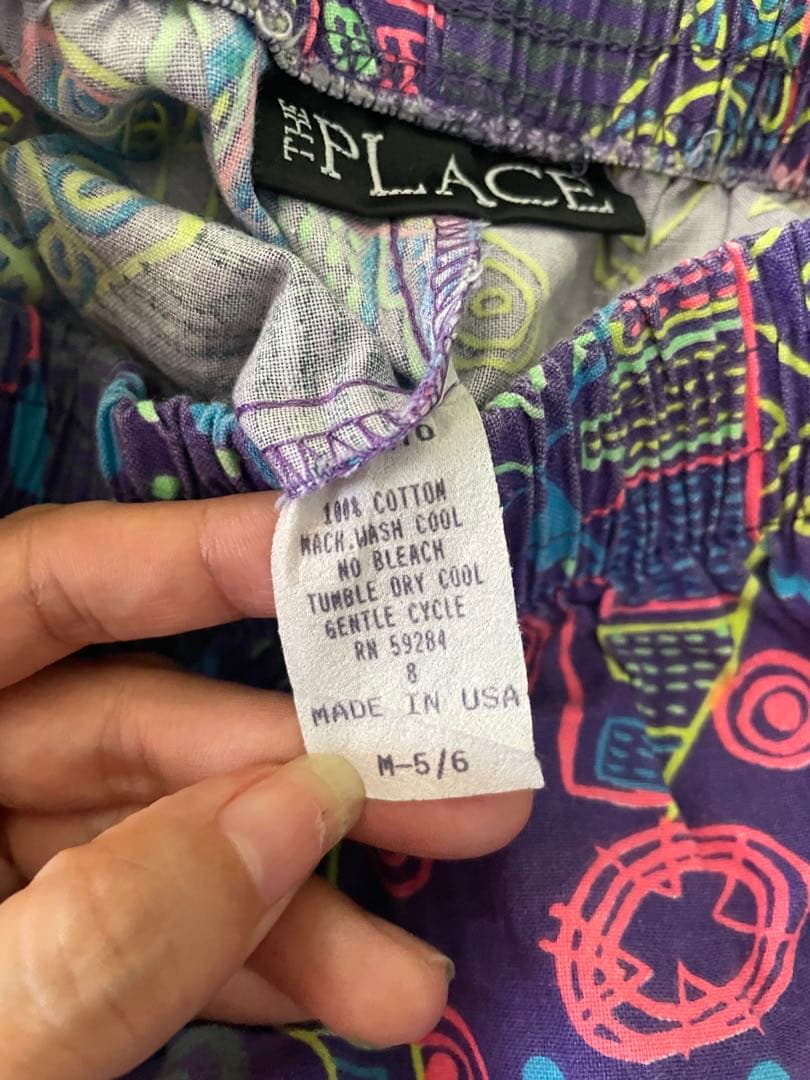 THE PLACE
100% COTTON
MACH.WASH COOL
NO BLEACH
TUMBLE DRY COOL
GENTLE CYCLE
RN 59284
8
MADE IN USA
M-5/6